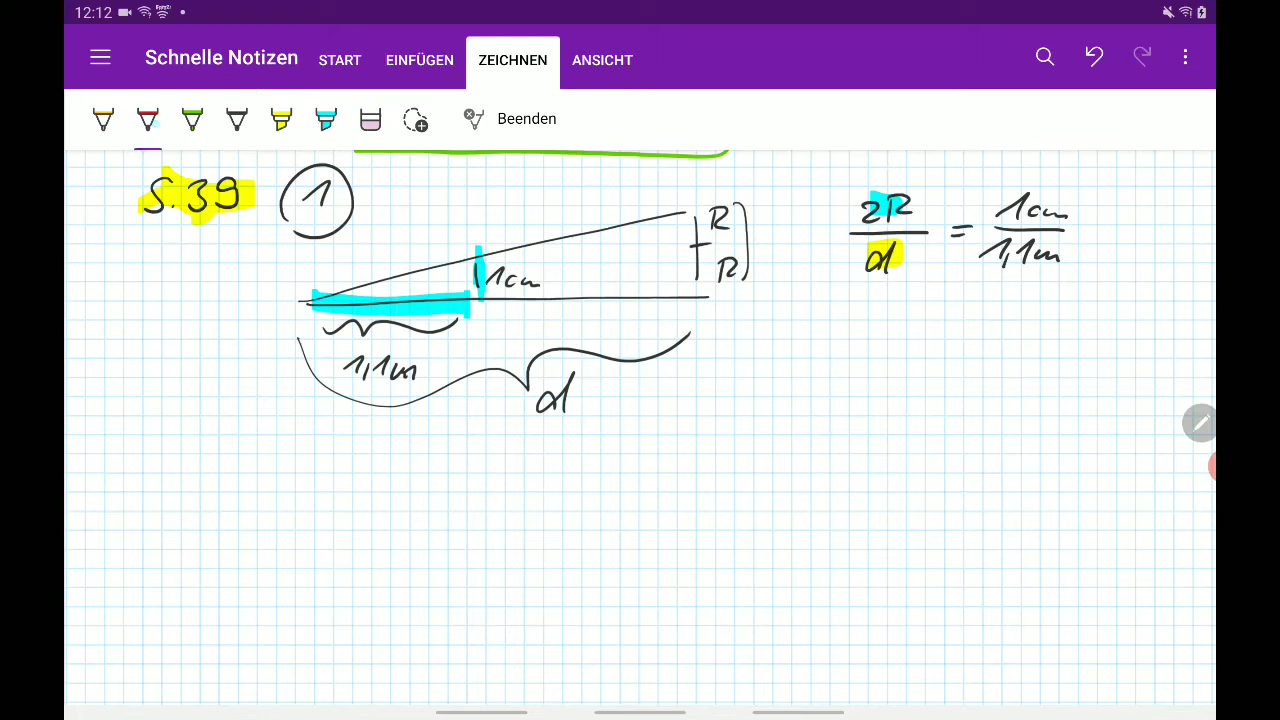 12:12
Schnelle Notizen START EINFÜGEN ZEICHNEN ANSICHT
Beenden
S. 39 1
R
R
1cm
1,1m
d
2R / d = 1cm / 1,1m